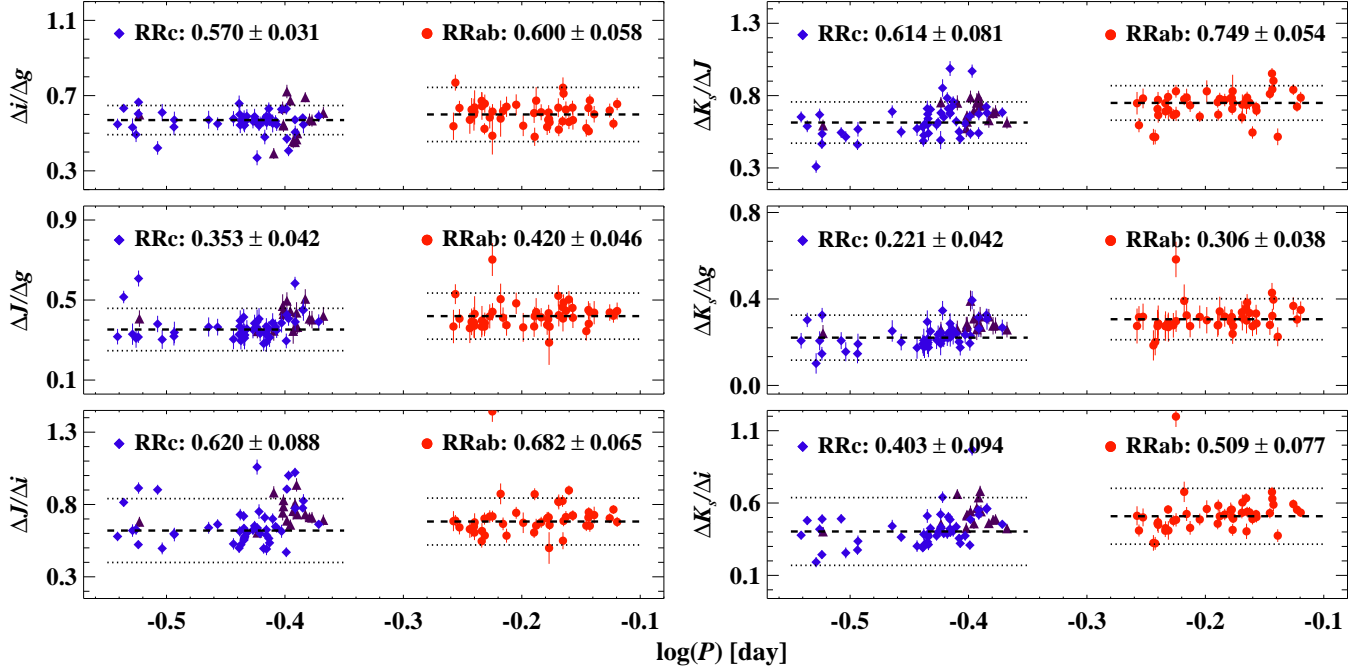 Δi/Δg
1.1
0.7
0.3
RRc: 0.570 ± 0.031
RRab: 0.600 ± 0.058
ΔK_s/ΔJ
1.3
0.8
0.3
RRc: 0.614 ± 0.081
RRab: 0.749 ± 0.054
ΔJ/Δg
0.9
0.5
0.1
RRc: 0.353 ± 0.042
RRab: 0.420 ± 0.046
ΔK_s/Δg
0.8
0.4
0.0
RRc: 0.221 ± 0.042
RRab: 0.306 ± 0.038
ΔJ/Δi
1.3
0.8
0.3
RRc: 0.620 ± 0.088
RRab: 0.682 ± 0.065
ΔK_s/Δi
1.1
0.6
0.1
RRc: 0.403 ± 0.094
RRab: 0.509 ± 0.077
-0.5 -0.4 -0.3 -0.2 -0.1
-0.5 -0.4 -0.3 -0.2 -0.1
log(P) [day]